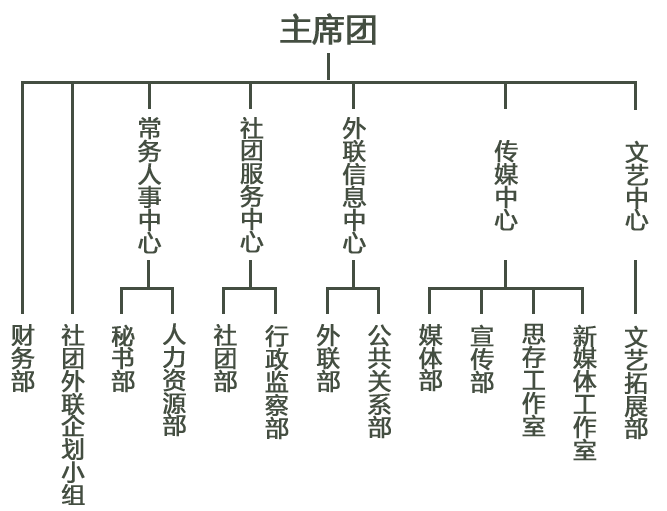 主席团
常务人事中心
社团服务中心
外联信息中心
传媒中心
文艺中心
财务部
社团外联企划小组
秘书部
人力资源部
社团部
行政监察部
外联部
公共关系部
媒体部
宣传部
思存工作室
新媒体工作室
文艺拓展部